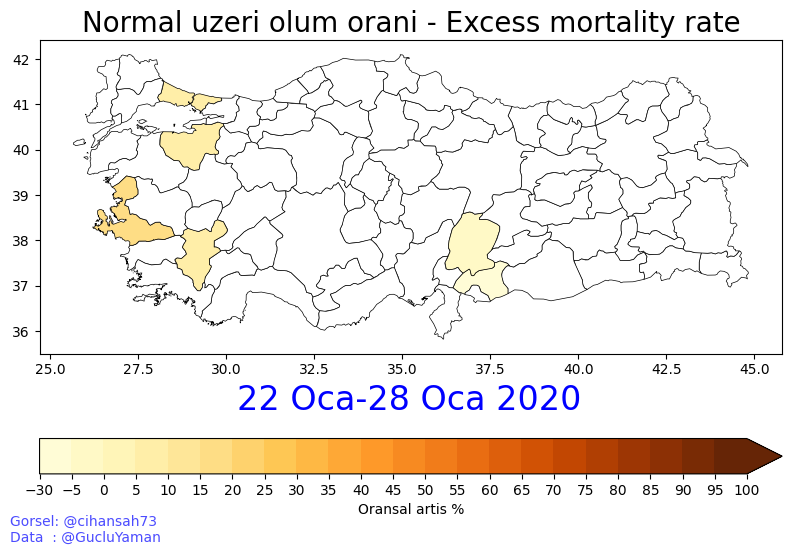 Normal uzeri olum orani - Excess mortality rate
42
41
40
39
38
37
36
25.0 27.5 30.0 32.5 35.0 37.5 40.0 42.5 45.0
22 Oca-28 Oca 2020
−30 −5 0 5 10 15 20 25 30 35 40 45 50 55 60 65 70 75 80 85 90 95 100
Oransal artis %
Gorsel: @cihansah73
Data : @GucluYaman